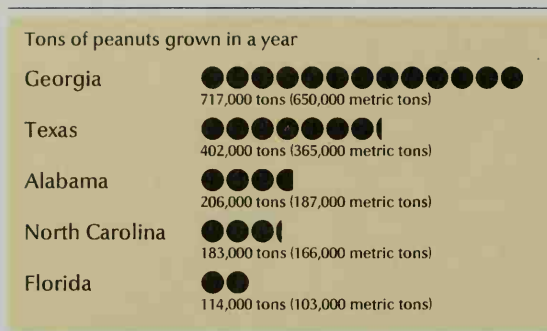 Tons of peanuts grown in a year
Georgia
717,000 tons (650,000 metric tons)
Texas
402,000 tons (365,000 metric tons)
Alabama
206,000 tons (187,000 metric tons)
North Carolina
183,000 tons (166,000 metric tons)
Florida
114,000 tons (103,000 metric tons)